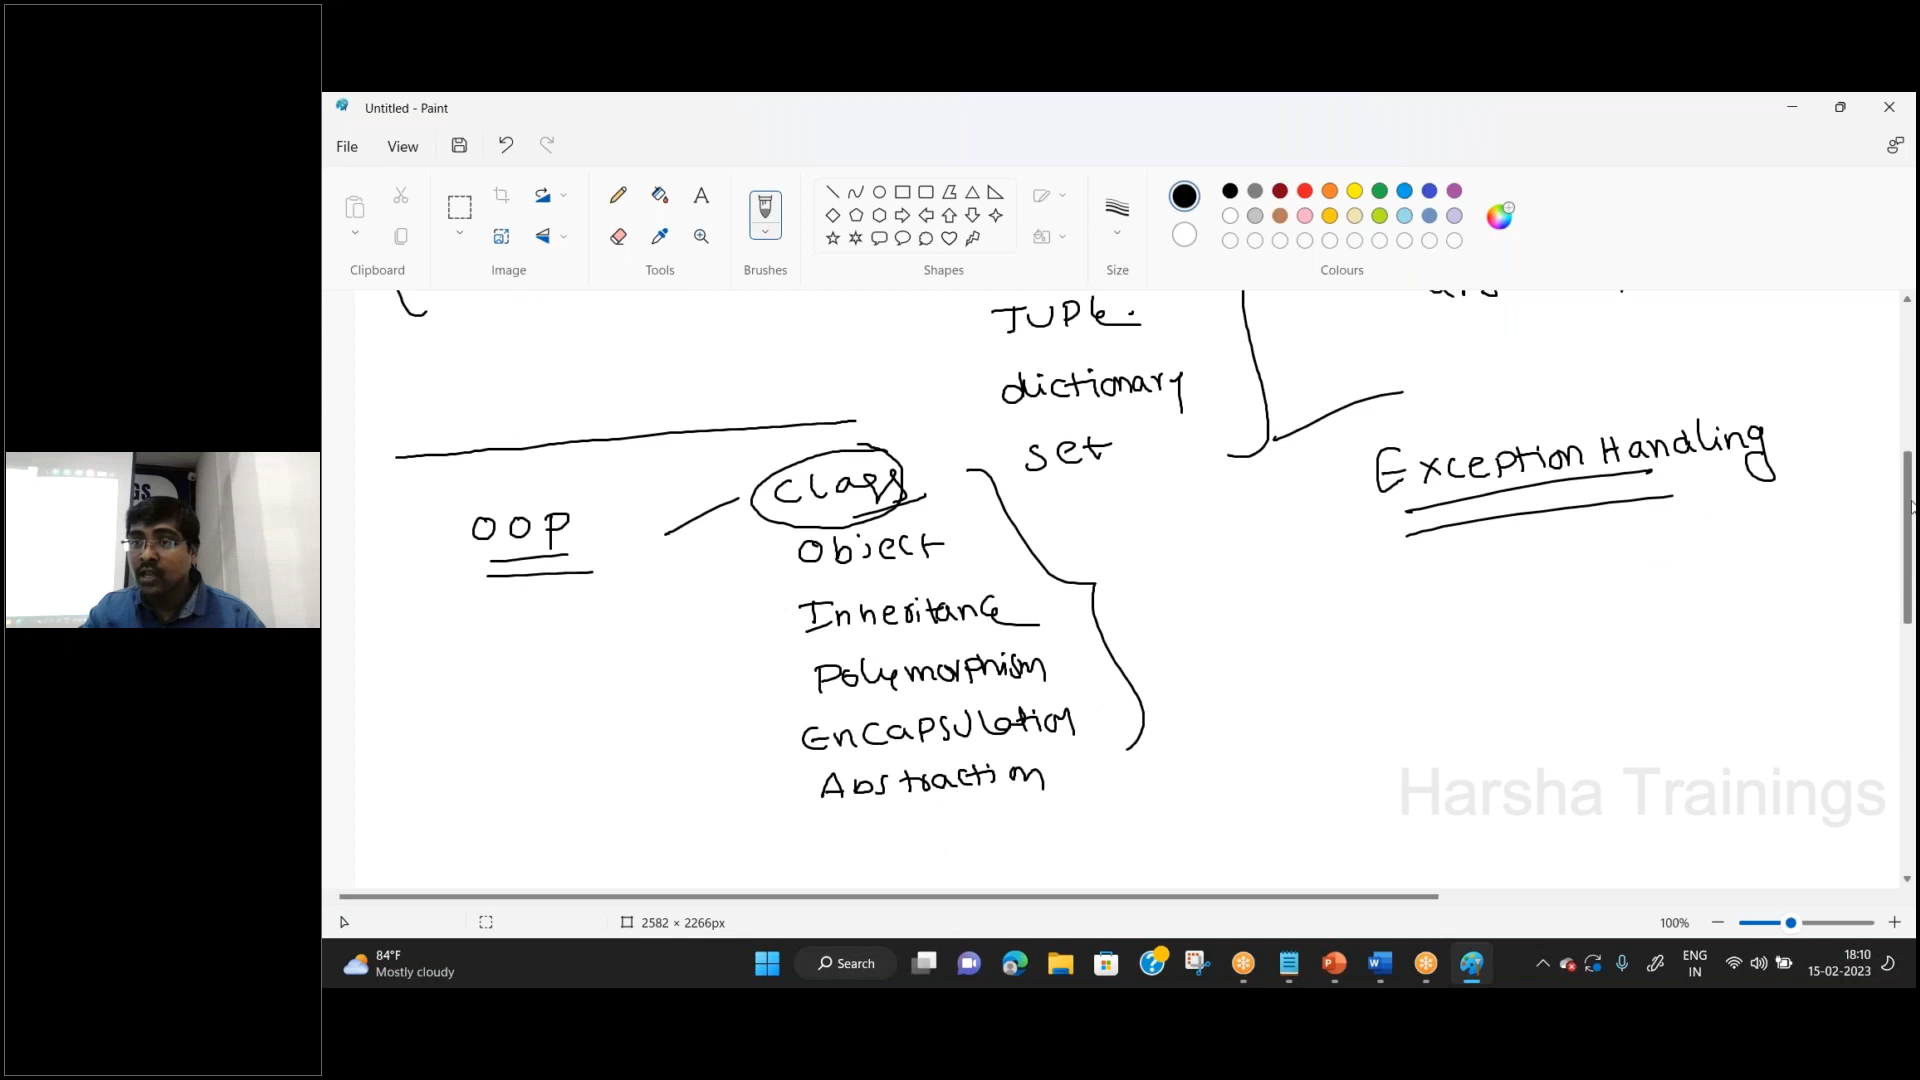 Untitled - Paint
File
View
Clipboard
Image
Tools
Brushes
Shapes
Size
Colours
TUPle.
dictionary
set
Class
OOP
Object
Inheritance
Polymorphism
Encapsulation
Abstraction
Exception Handling
Harsha Trainings
2582 × 2266px
100%
84°F
Mostly cloudy
Search
ENG
IN
18:10
15-02-2023